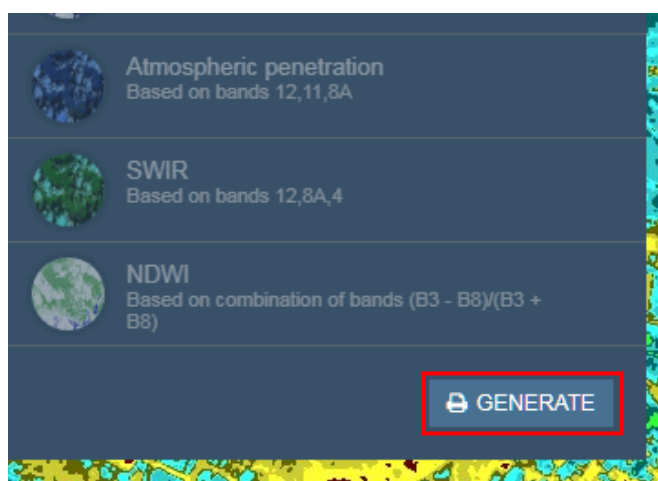 Atmospheric penetration
Based on bands 12,11,8A
SWIR
Based on bands 12,8A,4
NDWI
Based on combination of bands (B3 - B8)/(B3 +
B8)
GENERATE